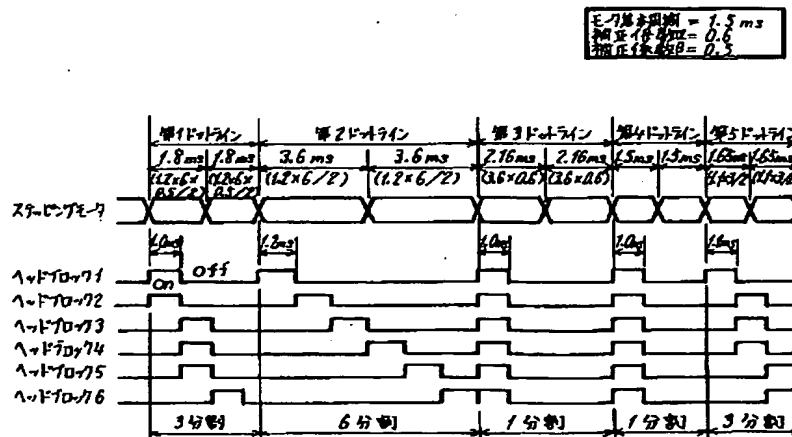 モータ基本周期 = 1.5 ms
補正係数α = 0.6
補正係数β = 0.5
第1ドットライン
第2ドットライン
第3ドットライン
第4ドットライン
第5ドットライン
1.8ms
1.8ms
3.6 ms
3.6 ms
2.16ms
2.16ms
1.5ms
1.5ms
1.65ms
1.65ms
(1.2×6×0.5/2)
(1.2×6×0.5/2)
(1.2×6/2)
(1.2×6/2)
(3.6×0.6)
(3.6×0.6)
ステッピングモータ
1.0ms
1.2ms
1.0ms
1.0ms
ヘッドブロック1
on
off
ヘッドブロック2
ヘッドブロック3
ヘッドブロック4
ヘッドブロック5
ヘッドブロック6
3分割
6分割
1分割
1分割
3分割